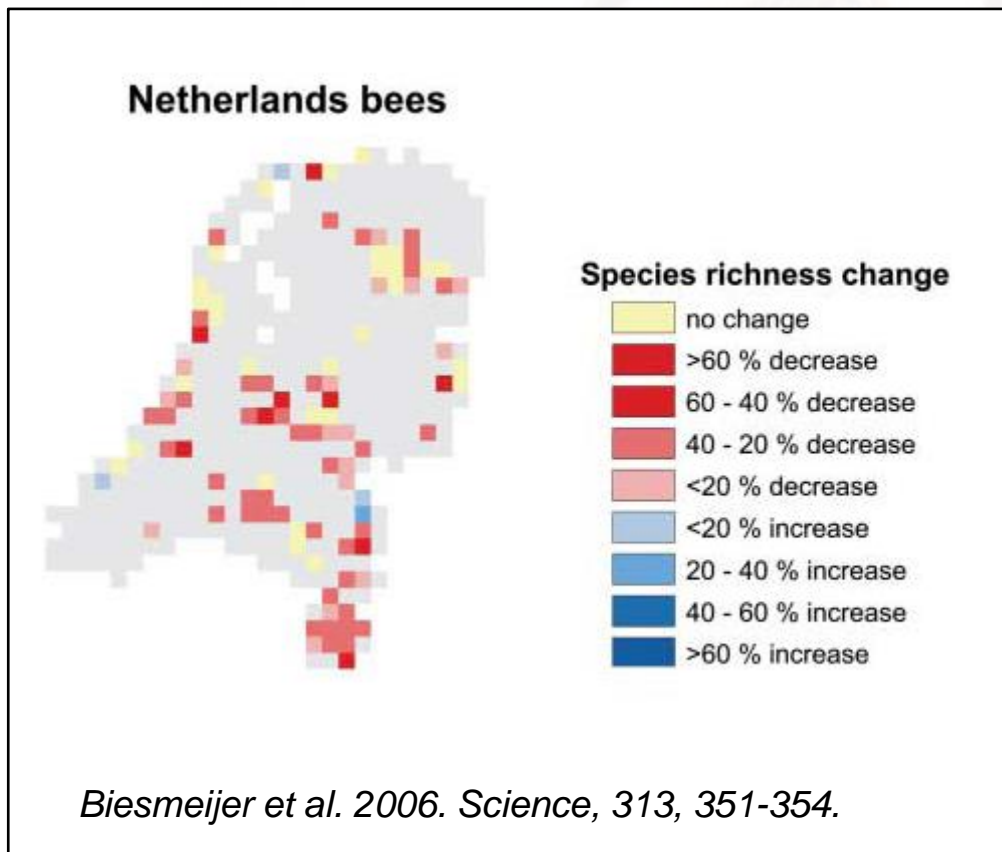 Netherlands bees
Species richness change
no change
>60 % decrease
60 - 40 % decrease
40 - 20 % decrease
<20 % decrease
<20 % increase
20 - 40 % increase
40 - 60 % increase
>60 % increase
Biesmeijer et al. 2006. Science, 313, 351-354.